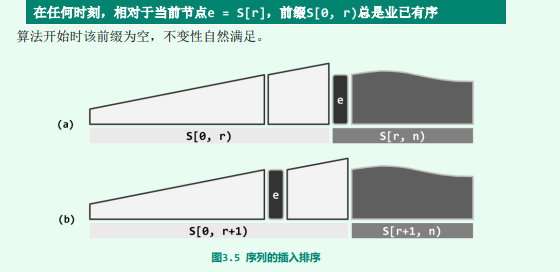 在任何时刻，相对于当前节点e = S[r]，前缀S[0, r)总是业已有序
算法开始时该前缀为空，不变性自然满足。
e
(a)
S[0, r)
S[r, n)
e
(b)
S[0, r+1)
S[r+1, n)
图3.5 序列的插入排序